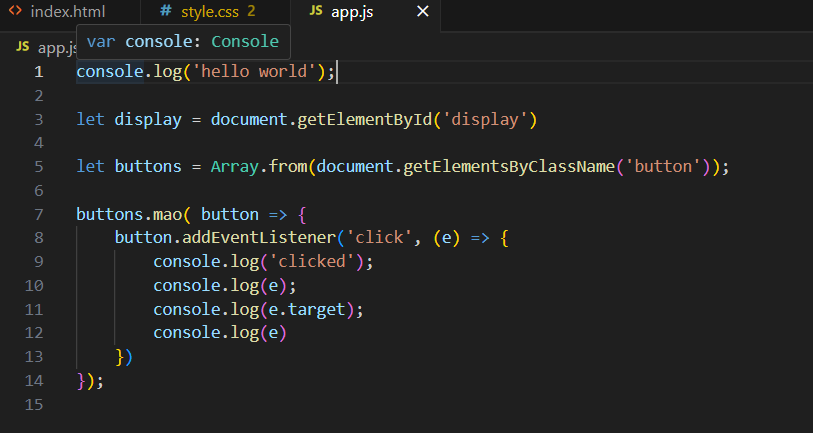 <> index.html # style.css 2 JS app.js ×
var console: Console
JS app.js
1 console.log('hello world');
2
3 let display = document.getElementById('display')
4
5 let buttons = Array.from(document.getElementsByClassName('button'));
6
7 buttons.mao( button => {
8 button.addEventListener('click', (e) => {
9 console.log('clicked');
10 console.log(e);
11 console.log(e.target);
12 console.log(e)
13 })
14 });
15